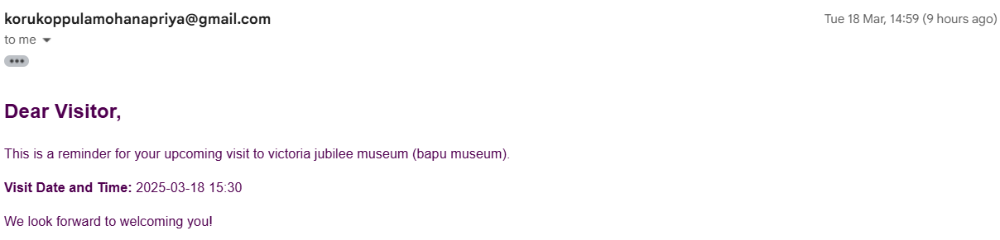 korukoppulamohanapriya@gmail.com Tue 18 Mar, 14:59 (9 hours ago)
to me
Dear Visitor,
This is a reminder for your upcoming visit to victoria jubilee museum (bapu museum).
Visit Date and Time: 2025-03-18 15:30
We look forward to welcoming you!